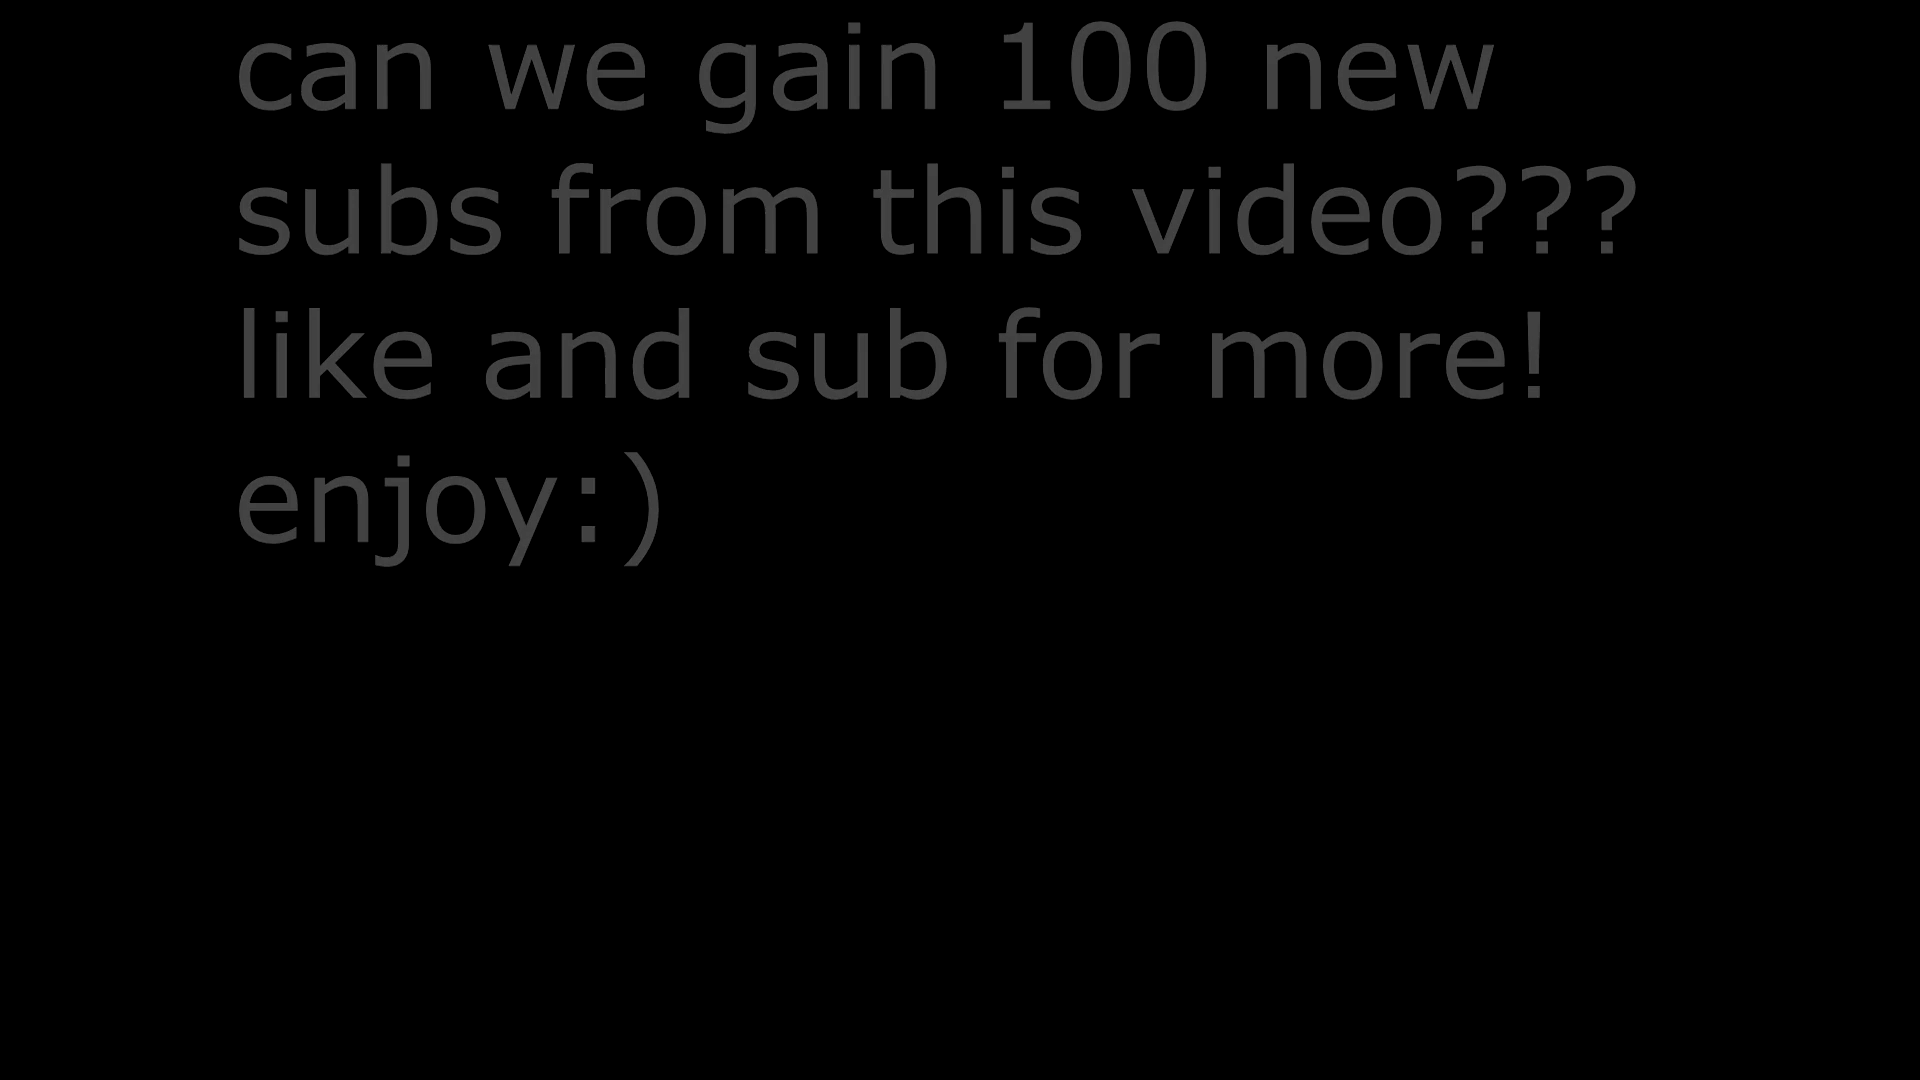 can we gain 100 new
subs from this video???
like and sub for more!
enjoy:)